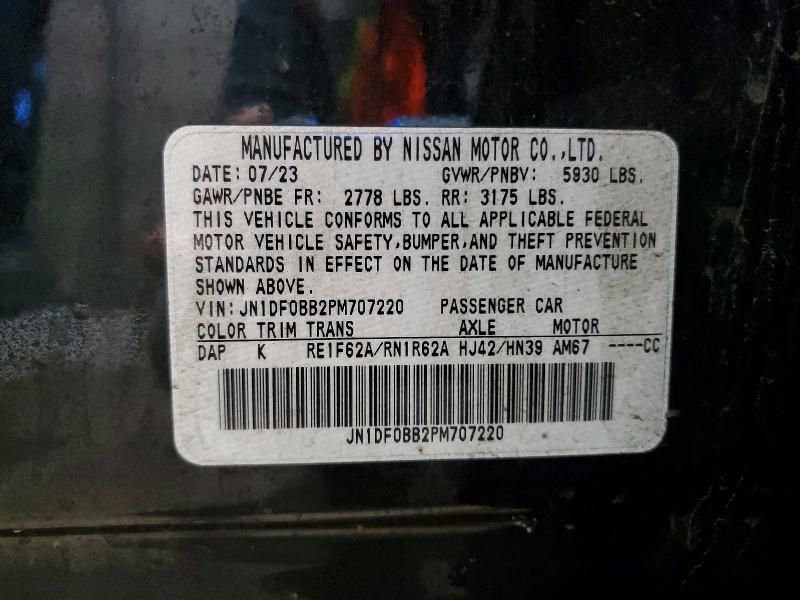 MANUFACTURED BY NISSAN MOTOR CO.,LTD.
DATE: 07/23 GVWR/PNBV: 5930 LBS.
GAWR/PNBE FR: 2778 LBS. RR: 3175 LBS.
THIS VEHICLE CONFORMS TO ALL APPLICABLE FEDERAL
MOTOR VEHICLE SAFETY,BUMPER,AND THEFT PREVENTION
STANDARDS IN EFFECT ON THE DATE OF MANUFACTURE
SHOWN ABOVE.
VIN:JN1DF0BB2PM707220 PASSENGER CAR
COLOR TRIM TRANS AXLE MOTOR
DAP K RE1F62A/RN1R62A HJ42/HN39 AM67 ----CC
JN1DF0BB2PM707220